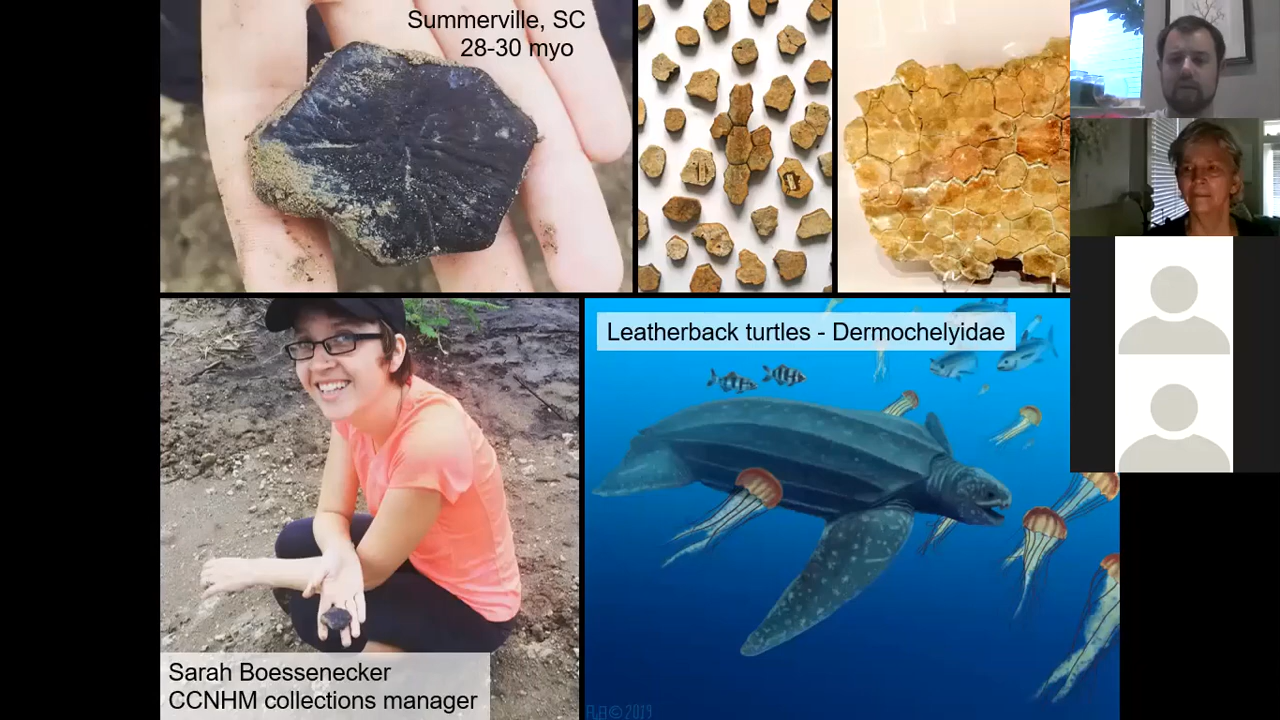 Summerville, SC
28-30 myo
Leatherback turtles - Dermochelyidae
Sarah Boessenecker
CCNHM collections manager